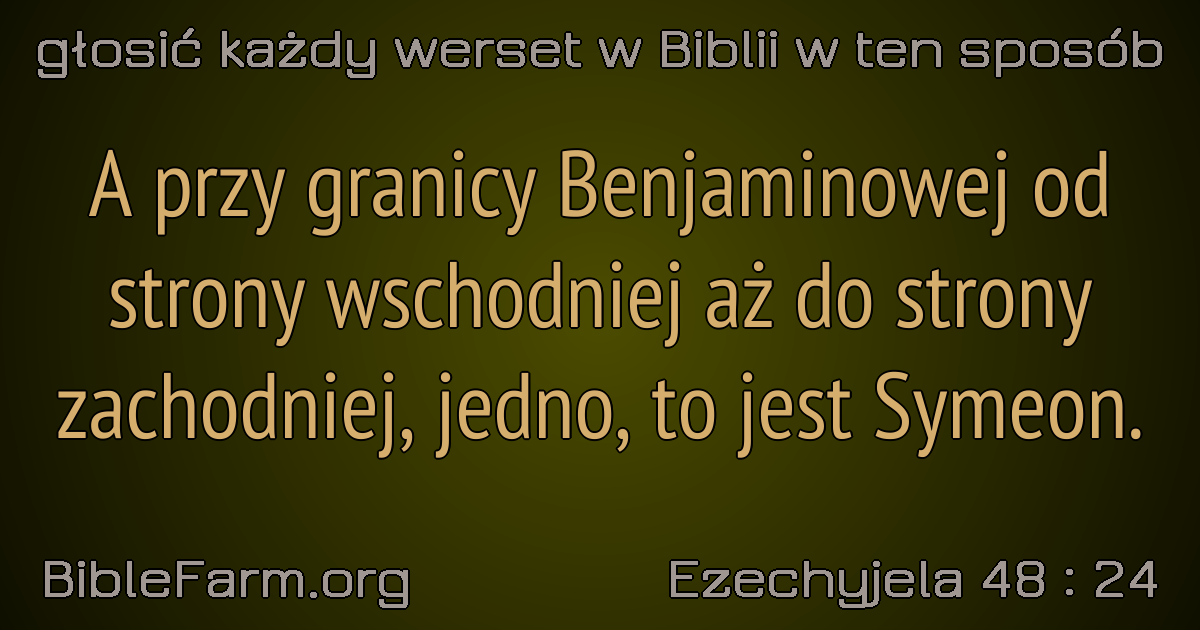 głosić każdy werset w Biblii w ten sposób
A przy granicy Benjaminowej od
strony wschodniej aż do strony
zachodniej, jedno, to jest Symeon.
BibleFarm.org
Ezechyjela 48 : 24